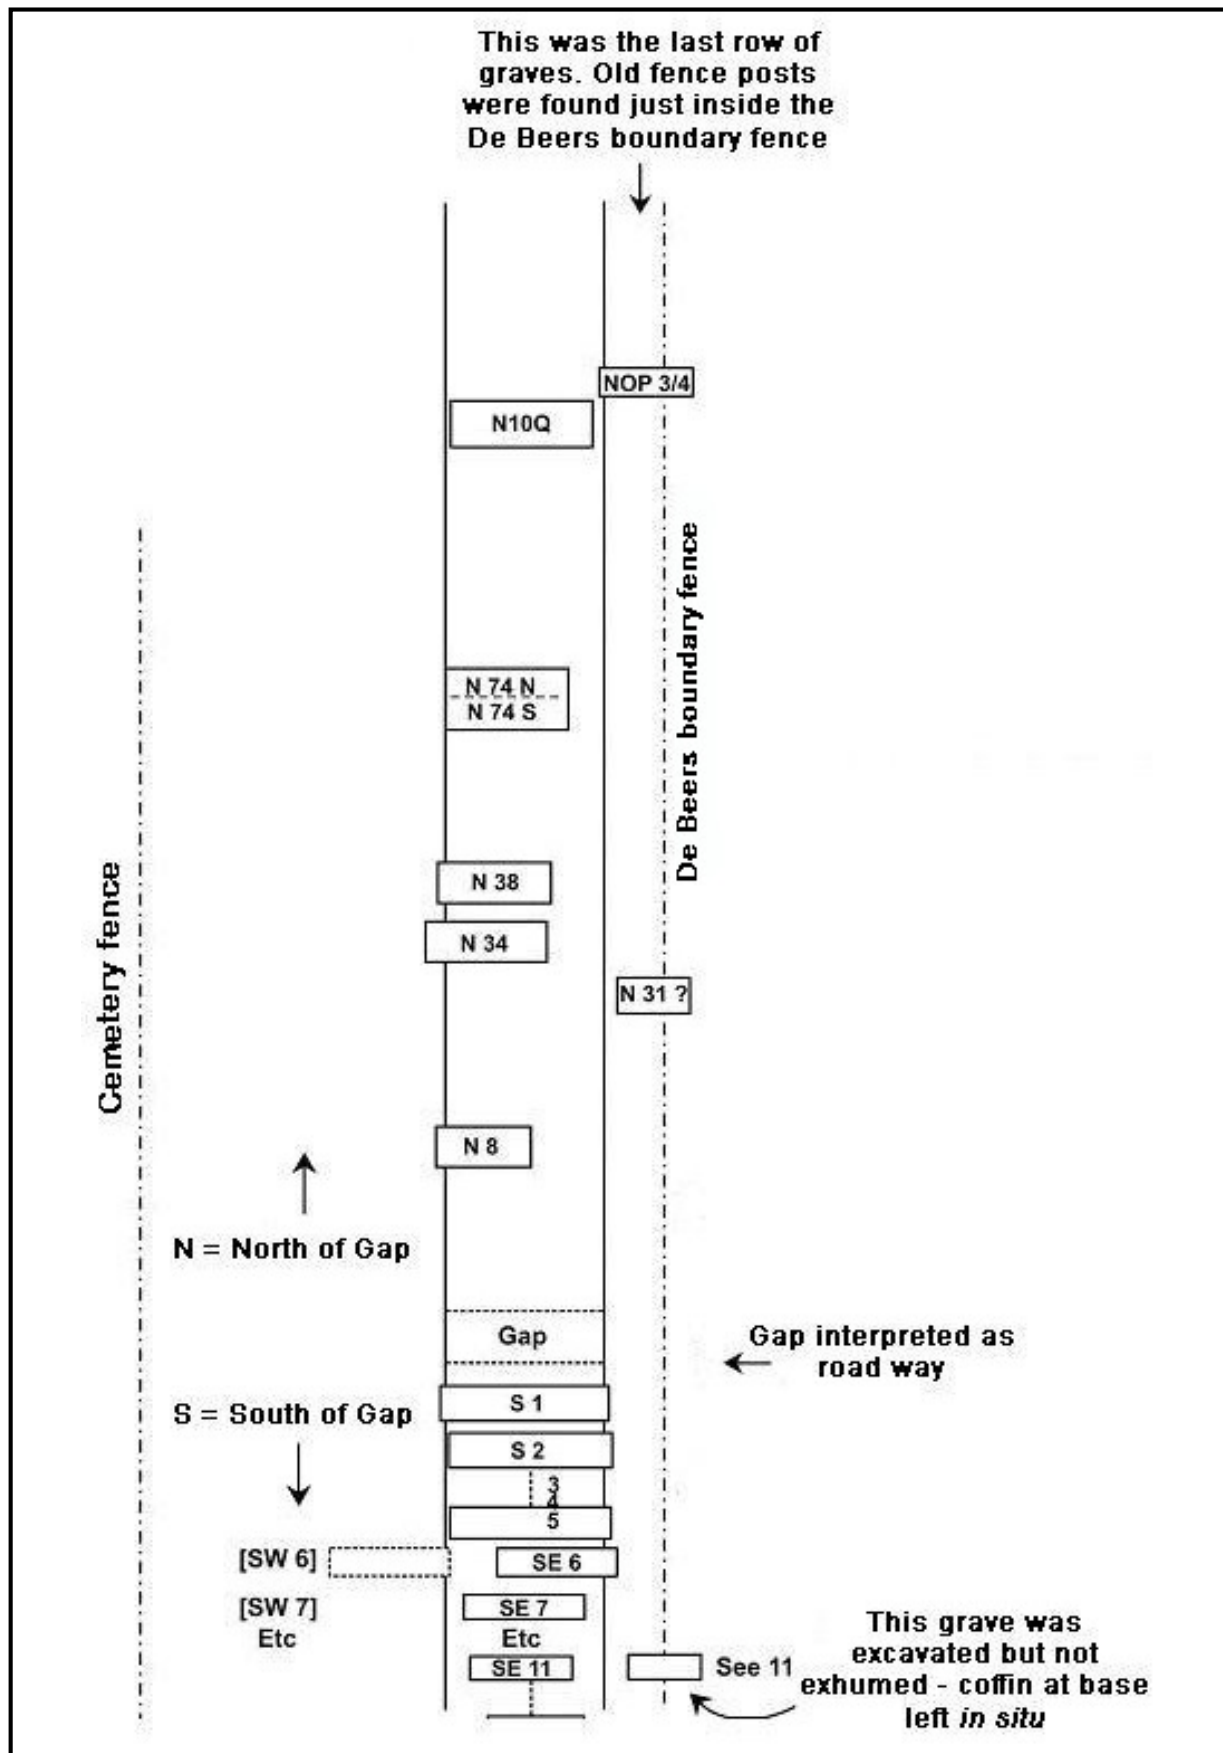 This was the last row of
graves. Old fence posts
were found just inside the
De Beers boundary fence
NOP 3/4
N10Q
De Beers boundary fence
N 74 N
N 74 S
Cemetery fence
N 38
N 34
N 31 ?
N 8
N = North of Gap
Gap
Gap interpreted as
road way
S 1
S = South of Gap
S 2
3
4
5
[SW 6]
SE 6
[SW 7]
SE 7
Etc
Etc
SE 11
See 11
This grave was
excavated but not
exhumed - coffin at base
left in situ